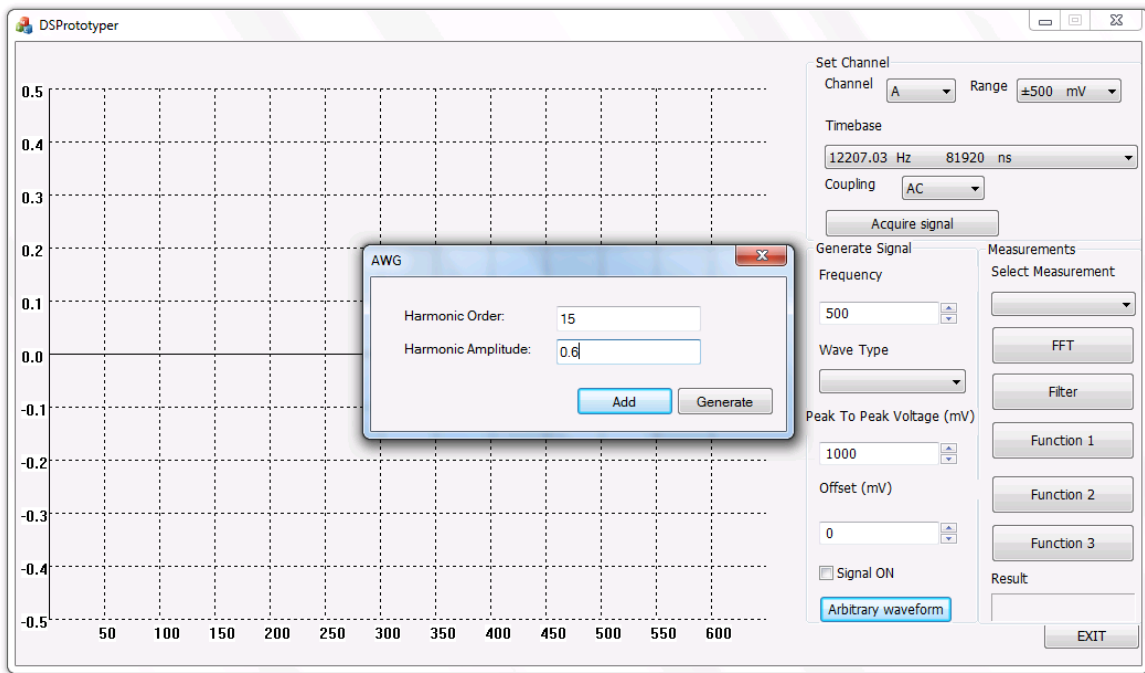 DSPrototyper
0.5
0.4
0.3
0.2
0.1
0.0
-0.1
-0.2
-0.3
-0.4
-0.5
50 100 150 200 250 300 350 400 450 500 550 600
AWG
Harmonic Order: 15
Harmonic Amplitude: 0.6
Add Generate
Set Channel
Channel A Range ±500 mV
Timebase
12207.03 Hz 81920 ns
Coupling AC
Acquire signal
Generate Signal
Frequency
500
Wave Type
Peak To Peak Voltage (mV)
1000
Offset (mV)
0
Signal ON
Arbitrary waveform
Measurements
Select Measurement
FFT
Filter
Function 1
Function 2
Function 3
Result
EXIT